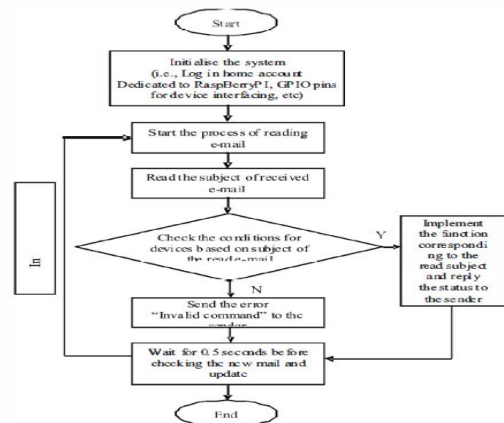 Start
Initialise the system
(i.e., Log in home account
Dedicated to RaspBerryPI, GPIO pins
for device interfacing, etc)
Start the process of reading
e-mail
Read the subject of received
e-mail
Check the conditions for
devices based on subject of
the read e-mail
Y
Implement
the function
correspondi
ng to the
read subject
and reply
the status to
the sender
In
N
Send the error
“Invalid command” to the
sender
Wait for 0.5 seconds before
checking the new mail and
update
End